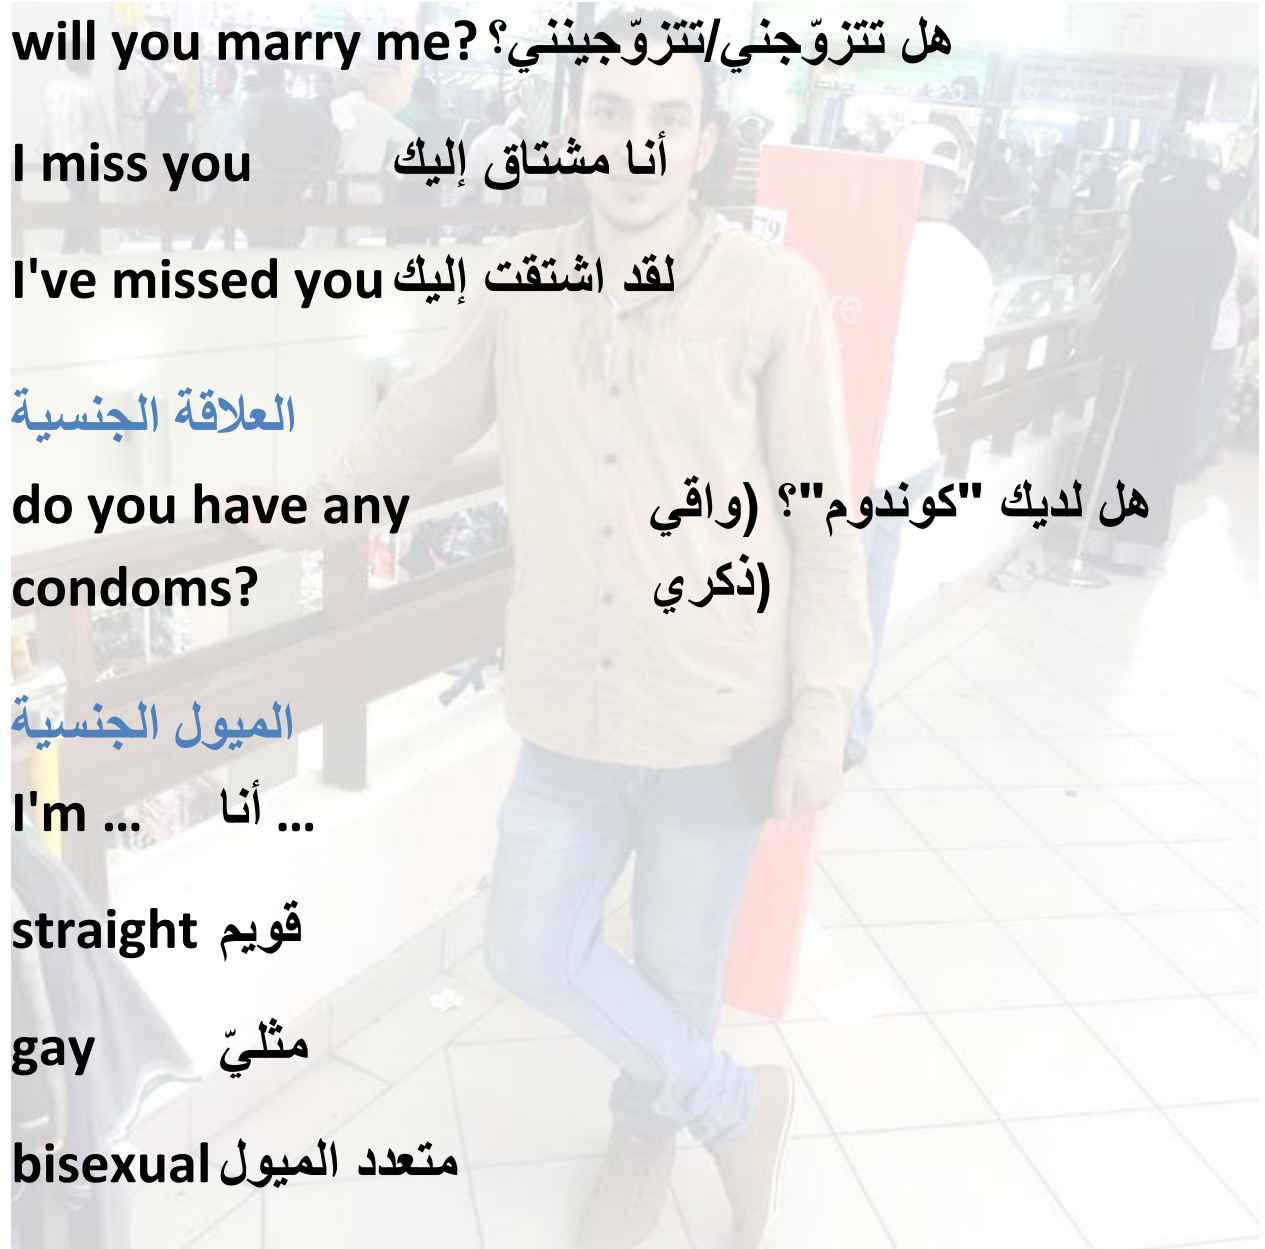 will you marry me? هل تتزوّجني/تتزوّجينني؟
I miss you أنا مشتاق إليك
I've missed you لقد اشتقت إليك
العلاقة الجنسية
do you have any هل لديك "كوندوم"؟ (واقي
condoms? ذكري)
الميول الجنسية
I'm ... أنا ...
straight قويم
gay مثليّ
bisexual متعدد الميول